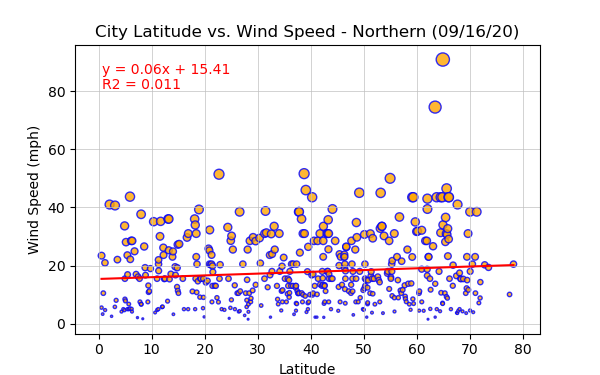 City Latitude vs. Wind Speed - Northern (09/16/20)
y = 0.06x + 15.41
R2 = 0.011
Wind Speed (mph)
80
60
40
20
0
0 10 20 30 40 50 60 70 80
Latitude